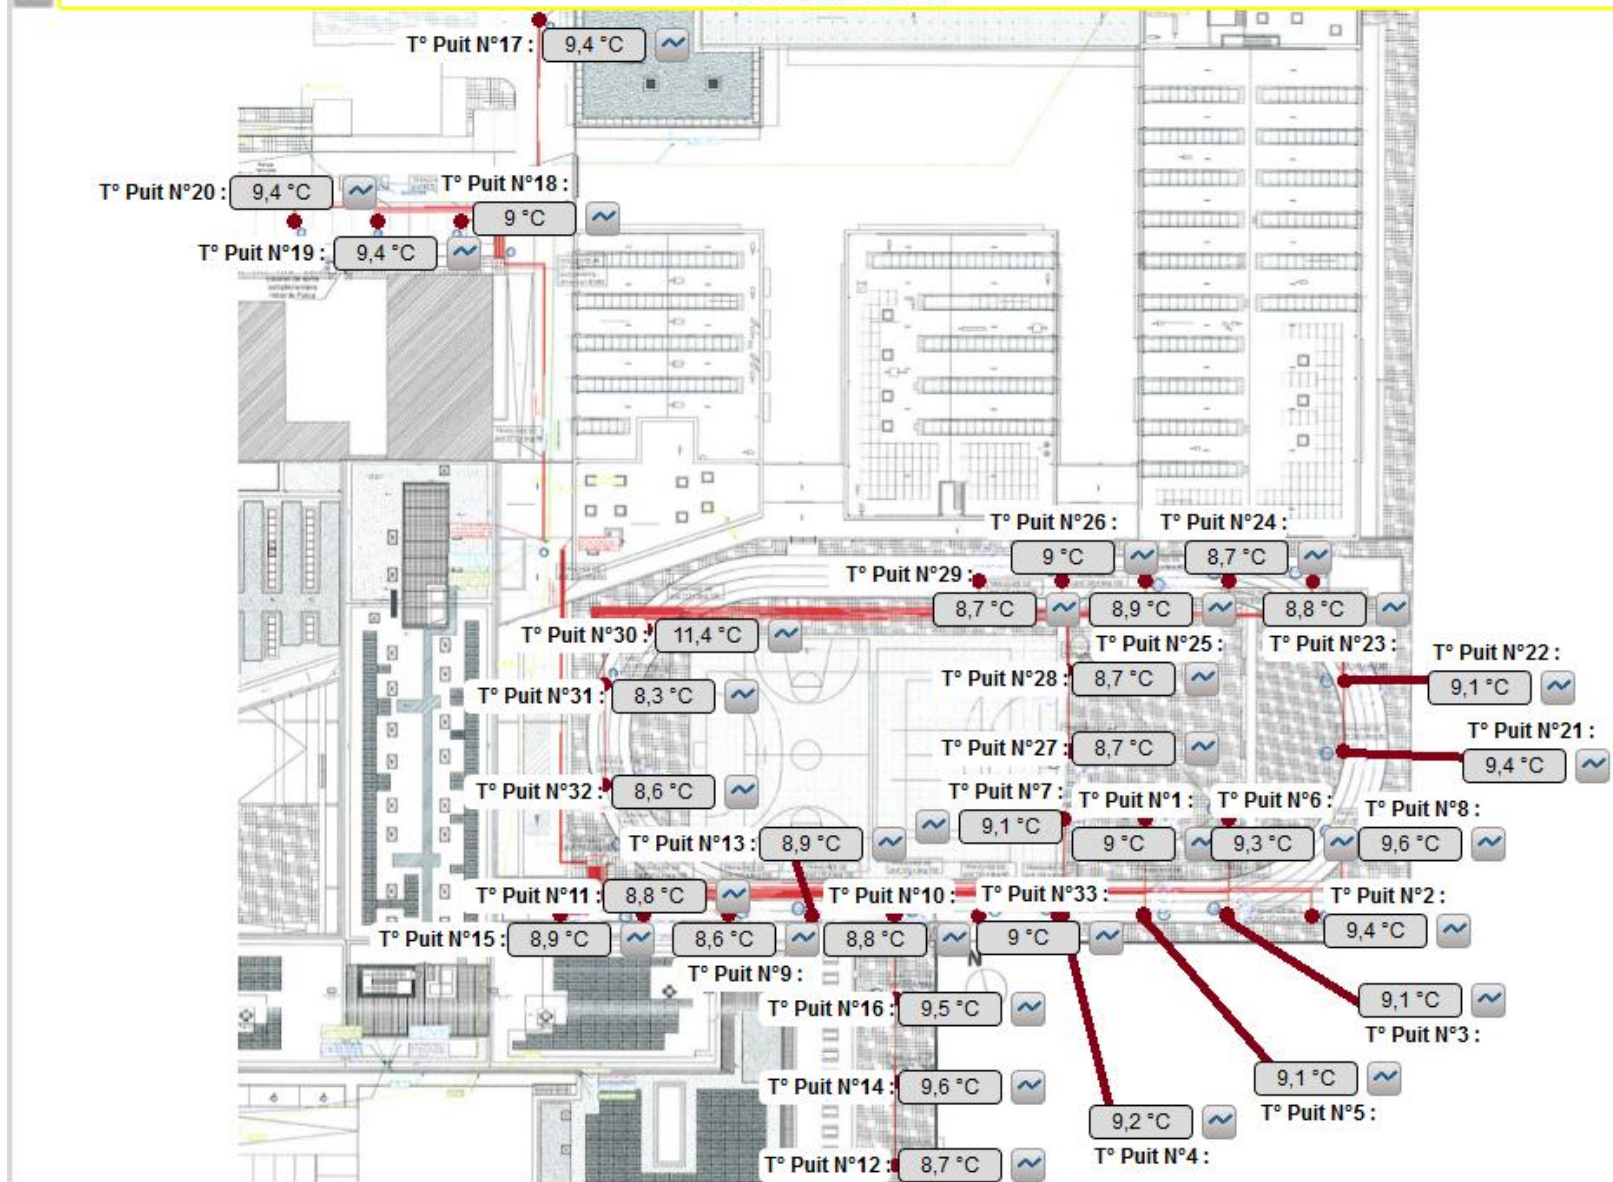 T° Puit N°17 : 9,4 °C
T° Puit N°20 : 9,4 °C
T° Puit N°18 :
9 °C
T° Puit N°19 : 9,4 °C
T° Puit N°26 :
9 °C
T° Puit N°24 :
8,7 °C
T° Puit N°29 :
8,7 °C
8,9 °C
T° Puit N°25 :
8,8 °C
T° Puit N°23 :
T° Puit N°30 : 11,4 °C
T° Puit N°22 :
9,1 °C
T° Puit N°28 : 8,7 °C
T° Puit N°31 : 8,3 °C
T° Puit N°21 :
9,4 °C
T° Puit N°27 : 8,7 °C
T° Puit N°32 : 8,6 °C
T° Puit N°7 :
9,1 °C
T° Puit N°1 :
9 °C
T° Puit N°6 :
9,3 °C
T° Puit N°8 :
9,6 °C
T° Puit N°13 : 8,9 °C
T° Puit N°11 : 8,8 °C
T° Puit N°10 :
8,8 °C
T° Puit N°33 :
9 °C
T° Puit N°2 :
9,4 °C
T° Puit N°15 : 8,9 °C
8,6 °C
T° Puit N°9 :
N
T° Puit N°16 : 9,5 °C
9,1 °C
T° Puit N°3 :
T° Puit N°14 : 9,6 °C
9,1 °C
T° Puit N°5 :
9,2 °C
T° Puit N°4 :
T° Puit N°12 : 8,7 °C